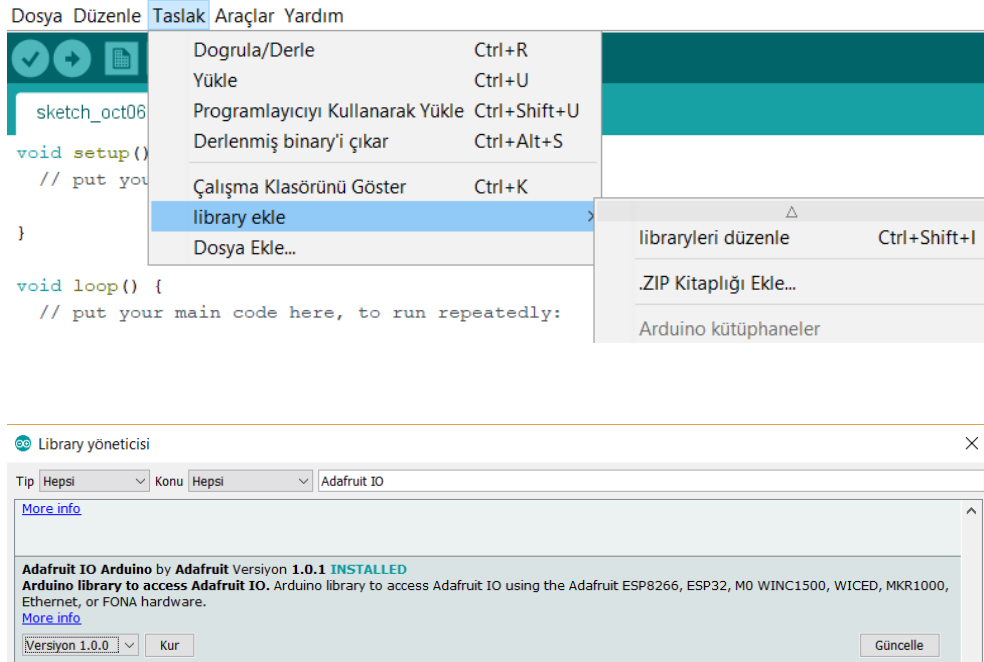 Dosya Düzenle Taslak Araçlar Yardım
Dogrula/Derle Ctrl+R
Yükle Ctrl+U
Programlayıcıyı Kullanarak Yükle Ctrl+Shift+U
Derlenmiş binary'i çıkar Ctrl+Alt+S
Çalışma Klasörünü Göster Ctrl+K
library ekle
Dosya Ekle...
libraryleri düzenle Ctrl+Shift+I
.ZIP Kitaplığı Ekle...
Arduino kütüphaneler
sketch_oct06
void setup()
// put you
}
void loop() {
// put your main code here, to run repeatedly:
Library yöneticisi
Tip Hepsi Konu Hepsi Adafruit IO
More info
Adafruit IO Arduino by Adafruit Versiyon 1.0.1 INSTALLED
Arduino library to access Adafruit IO. Arduino library to access Adafruit IO using the Adafruit ESP8266, ESP32, M0 WINC1500, WICED, MKR1000,
Ethernet, or FONA hardware.
More info
Versiyon 1.0.0 Kur Güncelle